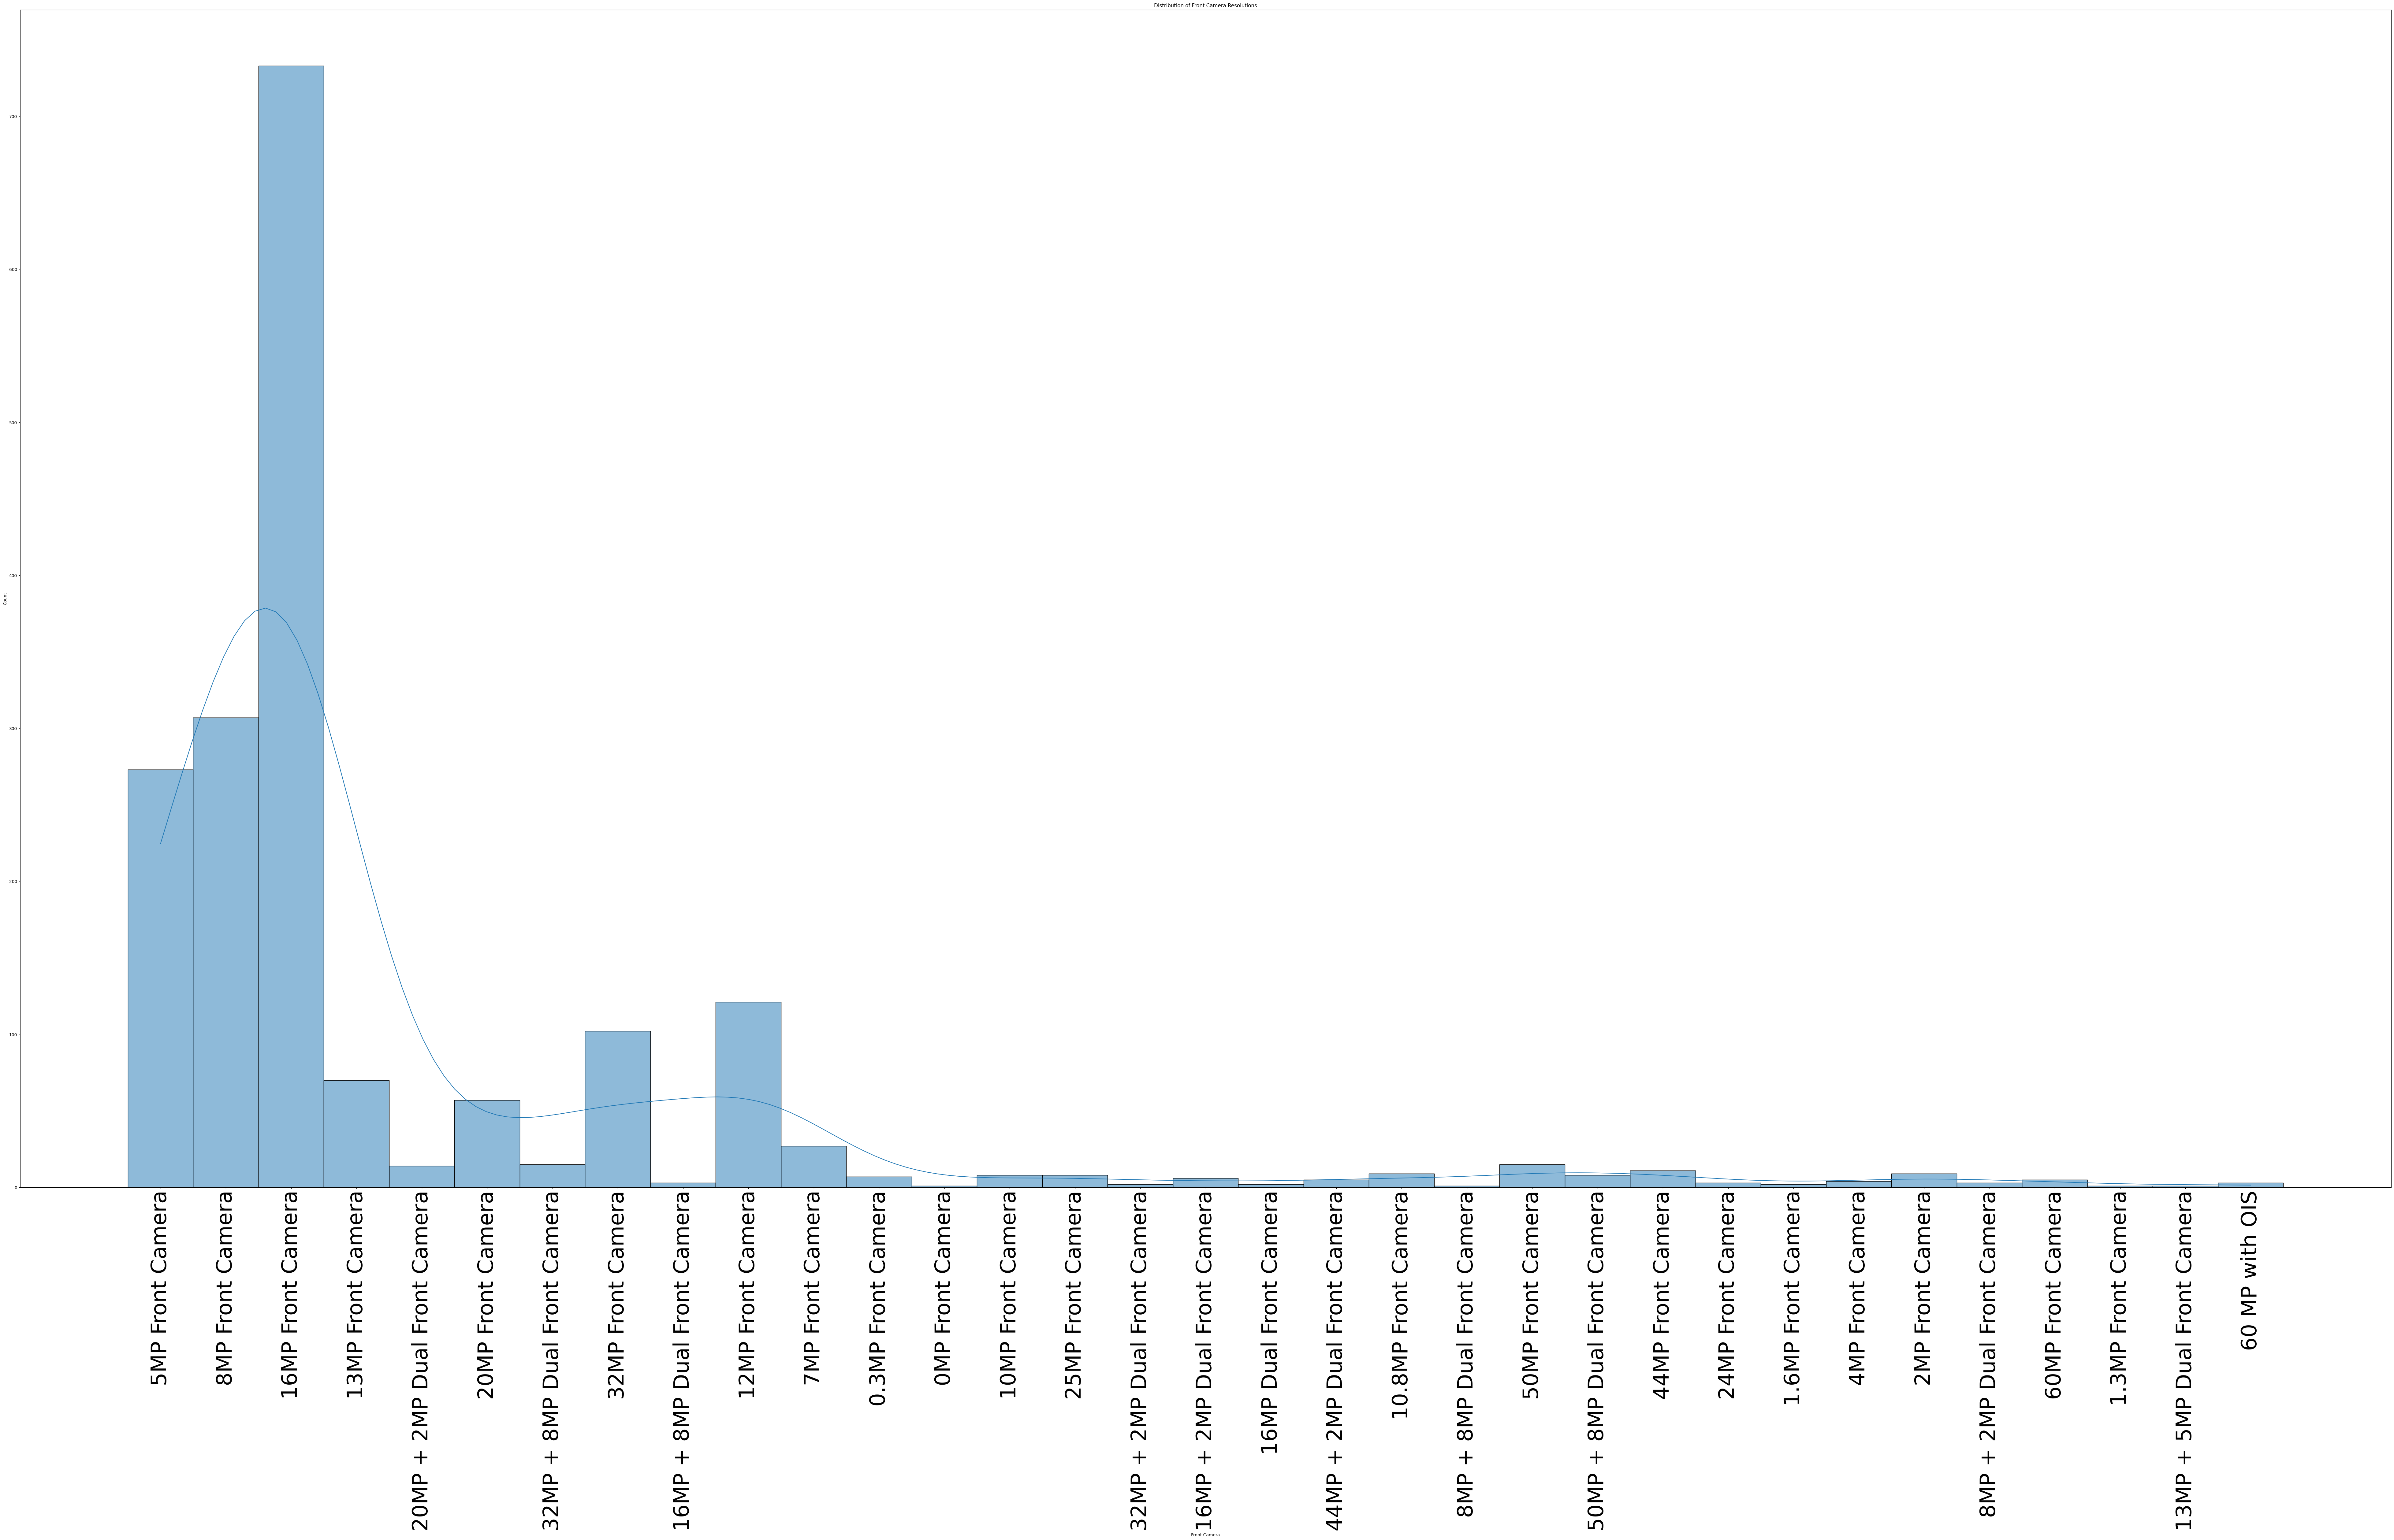 Distribution of Front Camera Resolutions
700
600
500
400
300
200
100
0
Count
5MP Front Camera
8MP Front Camera
16MP Front Camera
13MP Front Camera
20MP + 2MP Dual Front Camera
20MP Front Camera
32MP + 8MP Dual Front Camera
32MP Front Camera
16MP + 8MP Dual Front Camera
12MP Front Camera
7MP Front Camera
0.3MP Front Camera
0MP Front Camera
10MP Front Camera
25MP Front Camera
32MP + 2MP Dual Front Camera
16MP + 2MP Dual Front Camera
16MP Dual Front Camera
44MP + 2MP Dual Front Camera
10.8MP Front Camera
8MP + 8MP Dual Front Camera
50MP Front Camera
50MP + 8MP Dual Front Camera
44MP Front Camera
24MP Front Camera
1.6MP Front Camera
4MP Front Camera
2MP Front Camera
8MP + 2MP Dual Front Camera
60MP Front Camera
1.3MP Front Camera
13MP + 5MP Dual Front Camera
60 MP with OIS
Front Camera